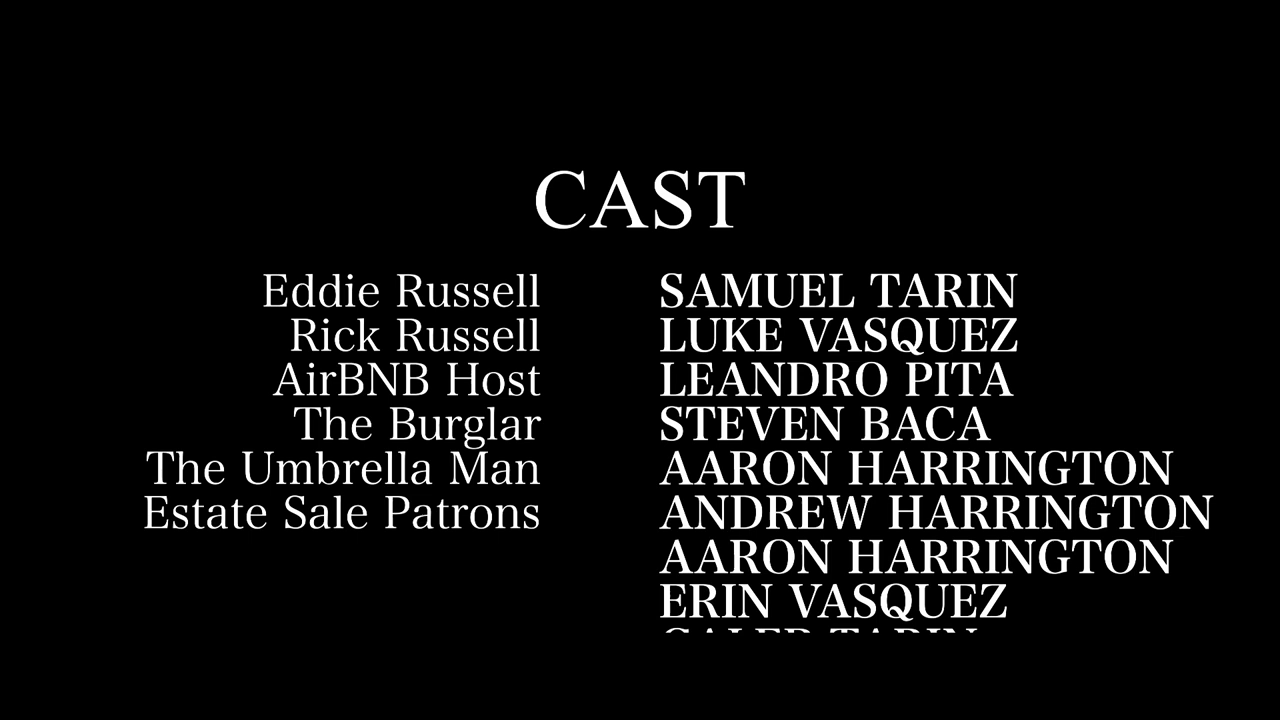 CAST
Eddie Russell SAMUEL TARIN
Rick Russell LUKE VASQUEZ
AirBNB Host LEANDRO PITA
The Burglar STEVEN BACA
The Umbrella Man AARON HARRINGTON
Estate Sale Patrons ANDREW HARRINGTON
AARON HARRINGTON
ERIN VASQUEZ